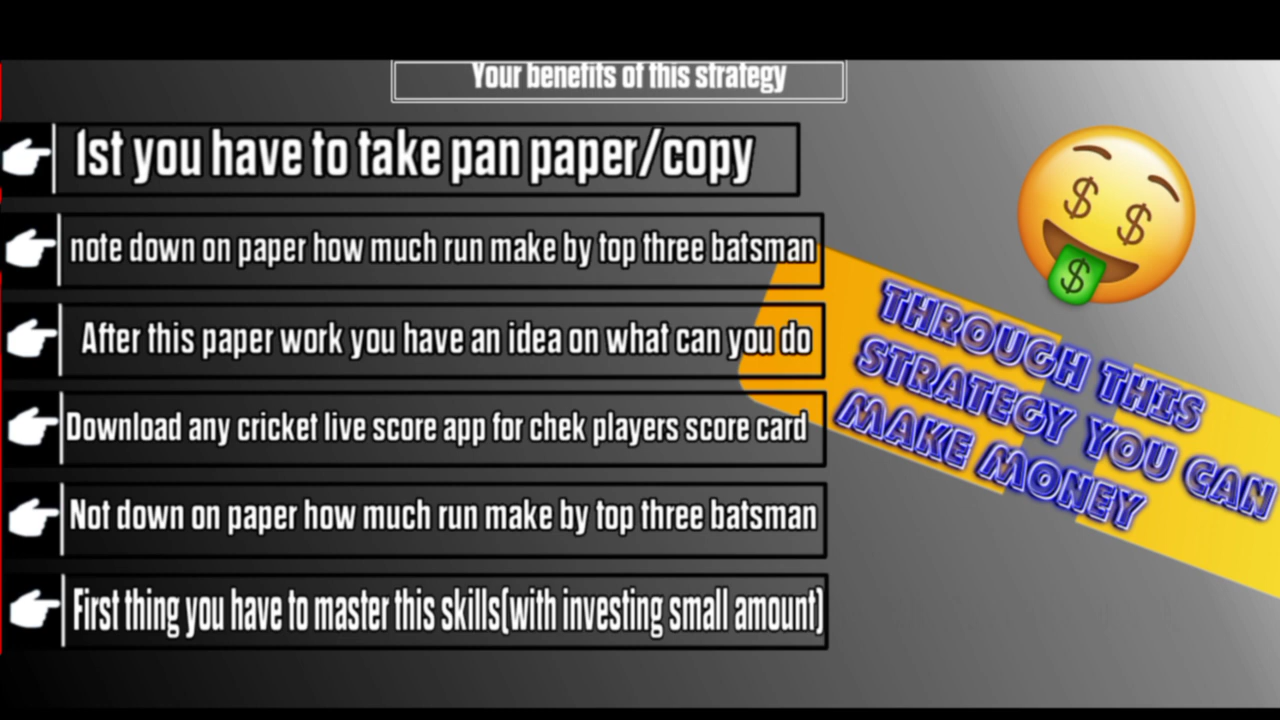 Your benefits of this strategy
1st you have to take pan paper/copy
note down on paper how much run make by top three batsman
After this paper work you have an idea on what can you do
Download any cricket live score app for chek players score card
Not down on paper how much run make by top three batsman
First thing you have to master this skills(with investing small amount)
THROUGH THIS
STRATEGY YOU CAN
MAKE MONEY